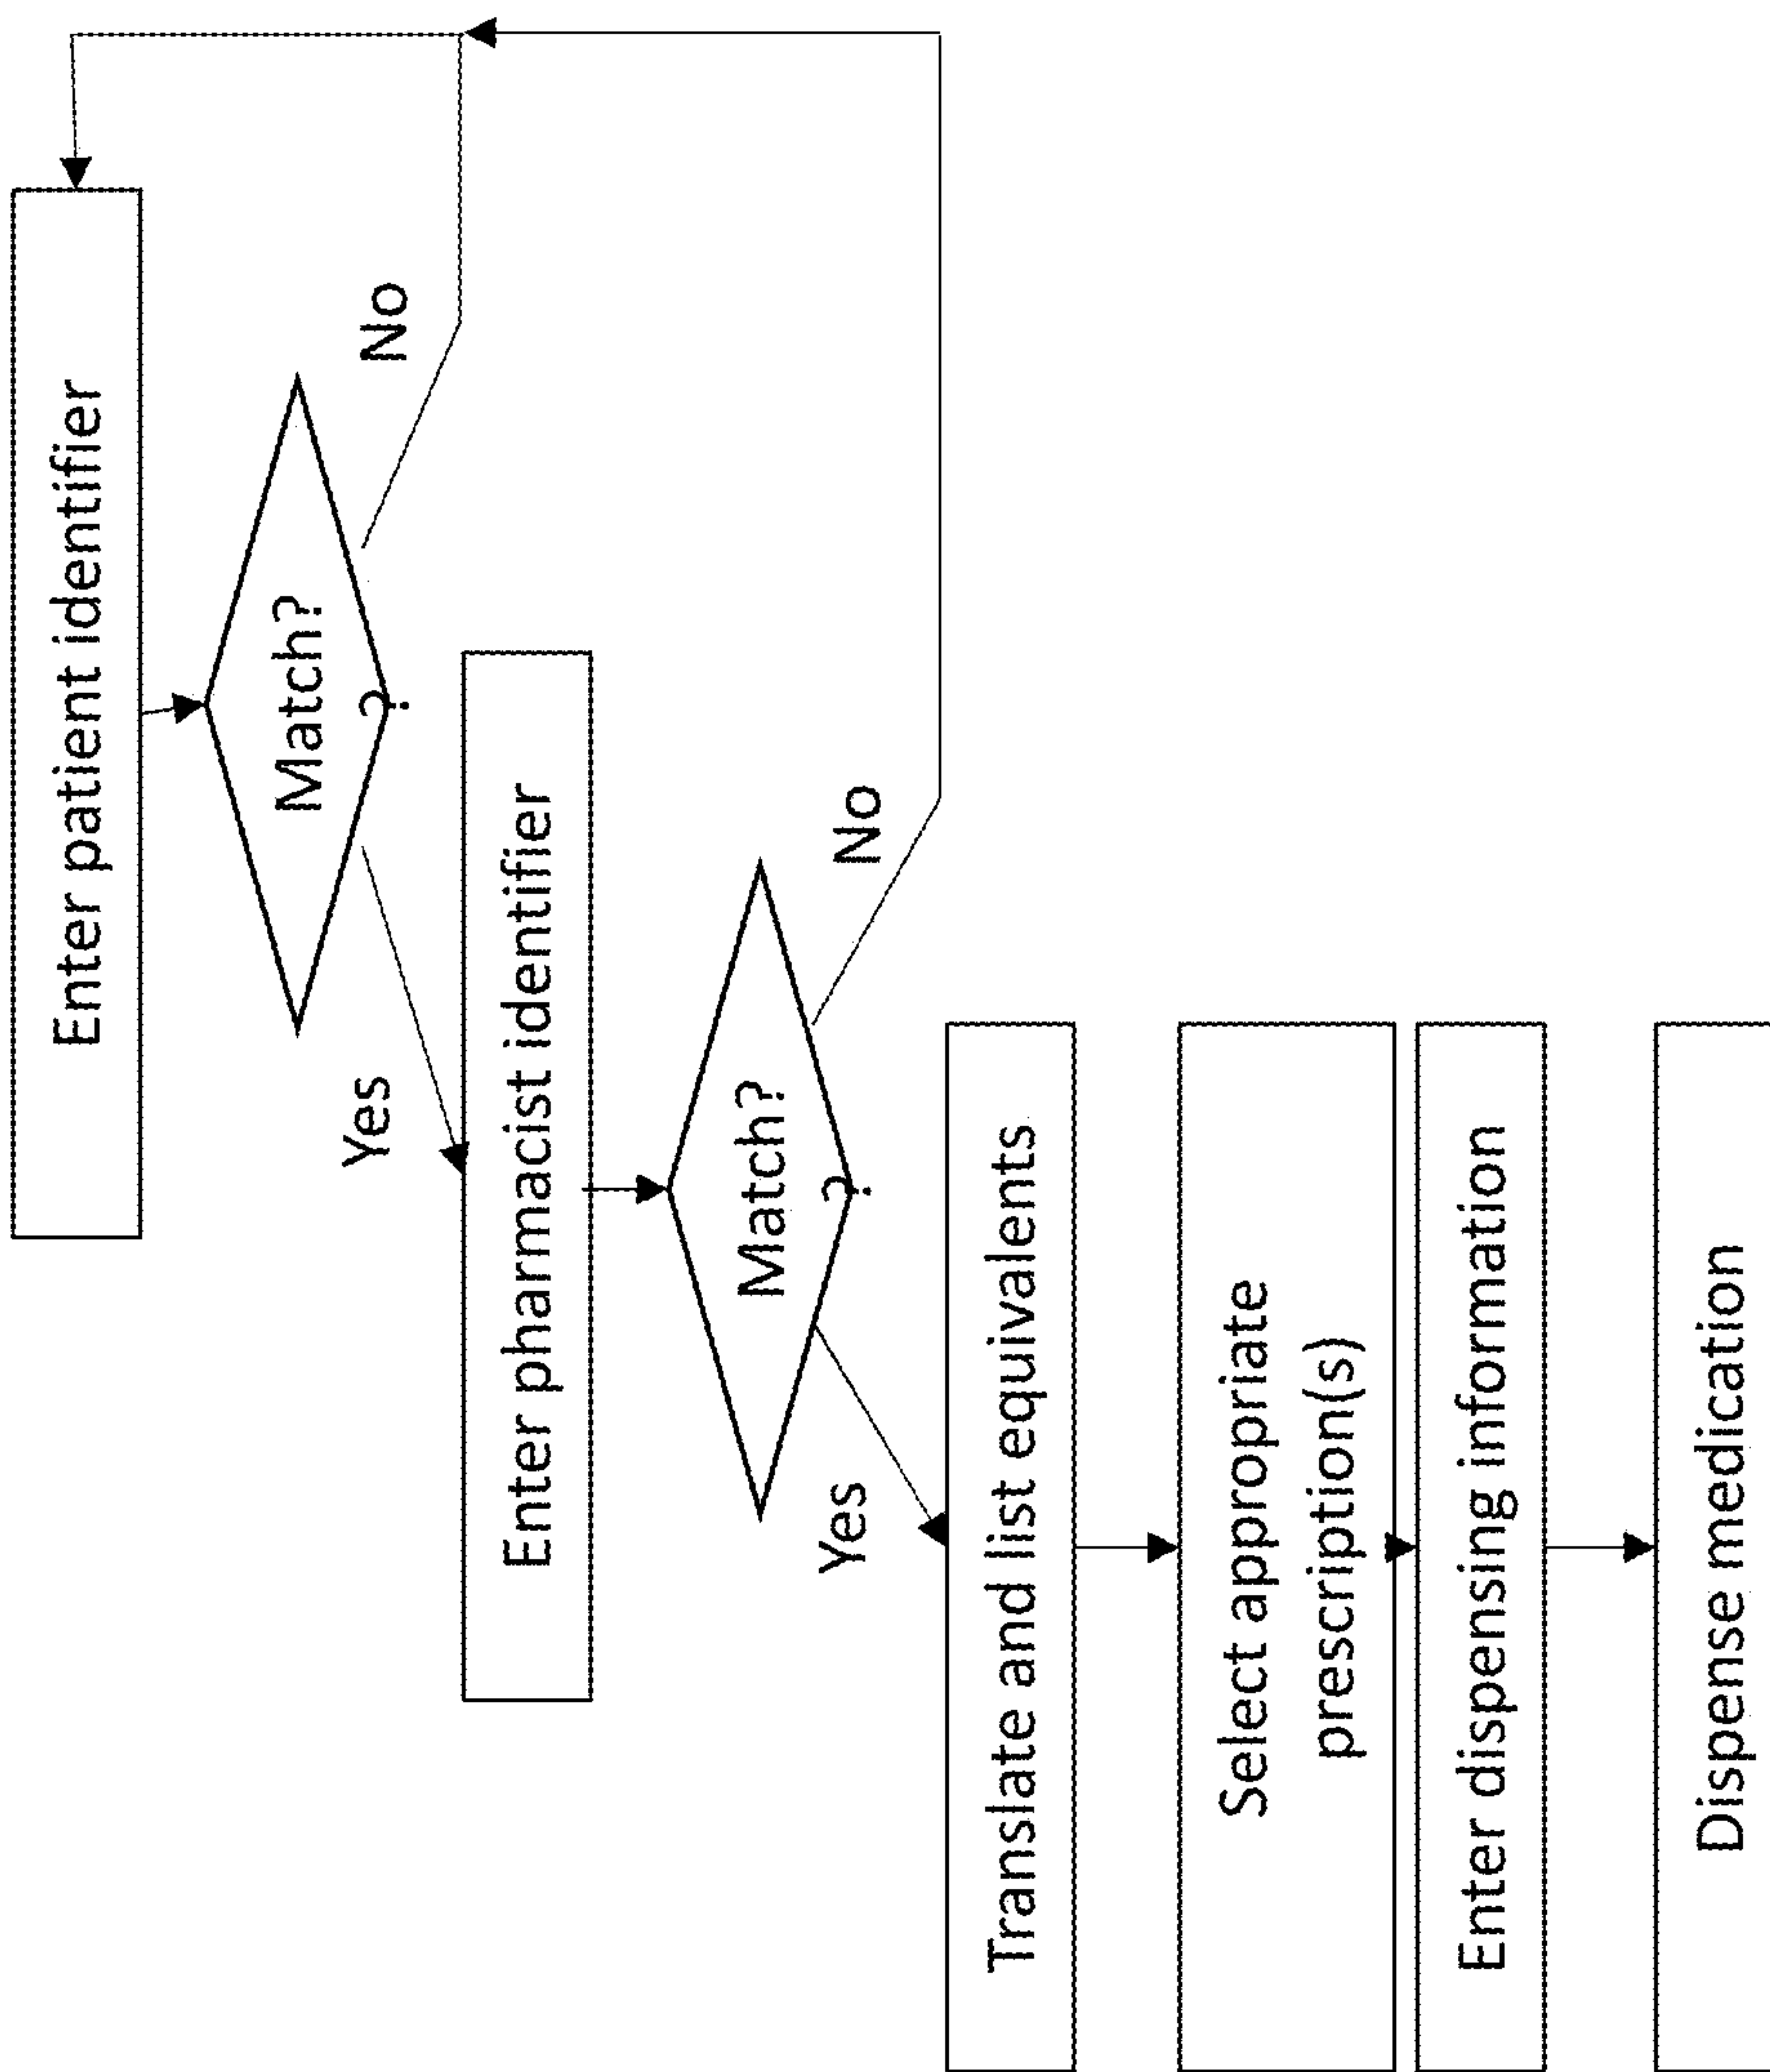 Enter patient identifier
Match?
?
No
Yes
Enter pharmacist identifier
Match?
?
No
Yes
Translate and list equivalents
Select appropriate
prescription(s)
Enter dispensing information
Dispense medication